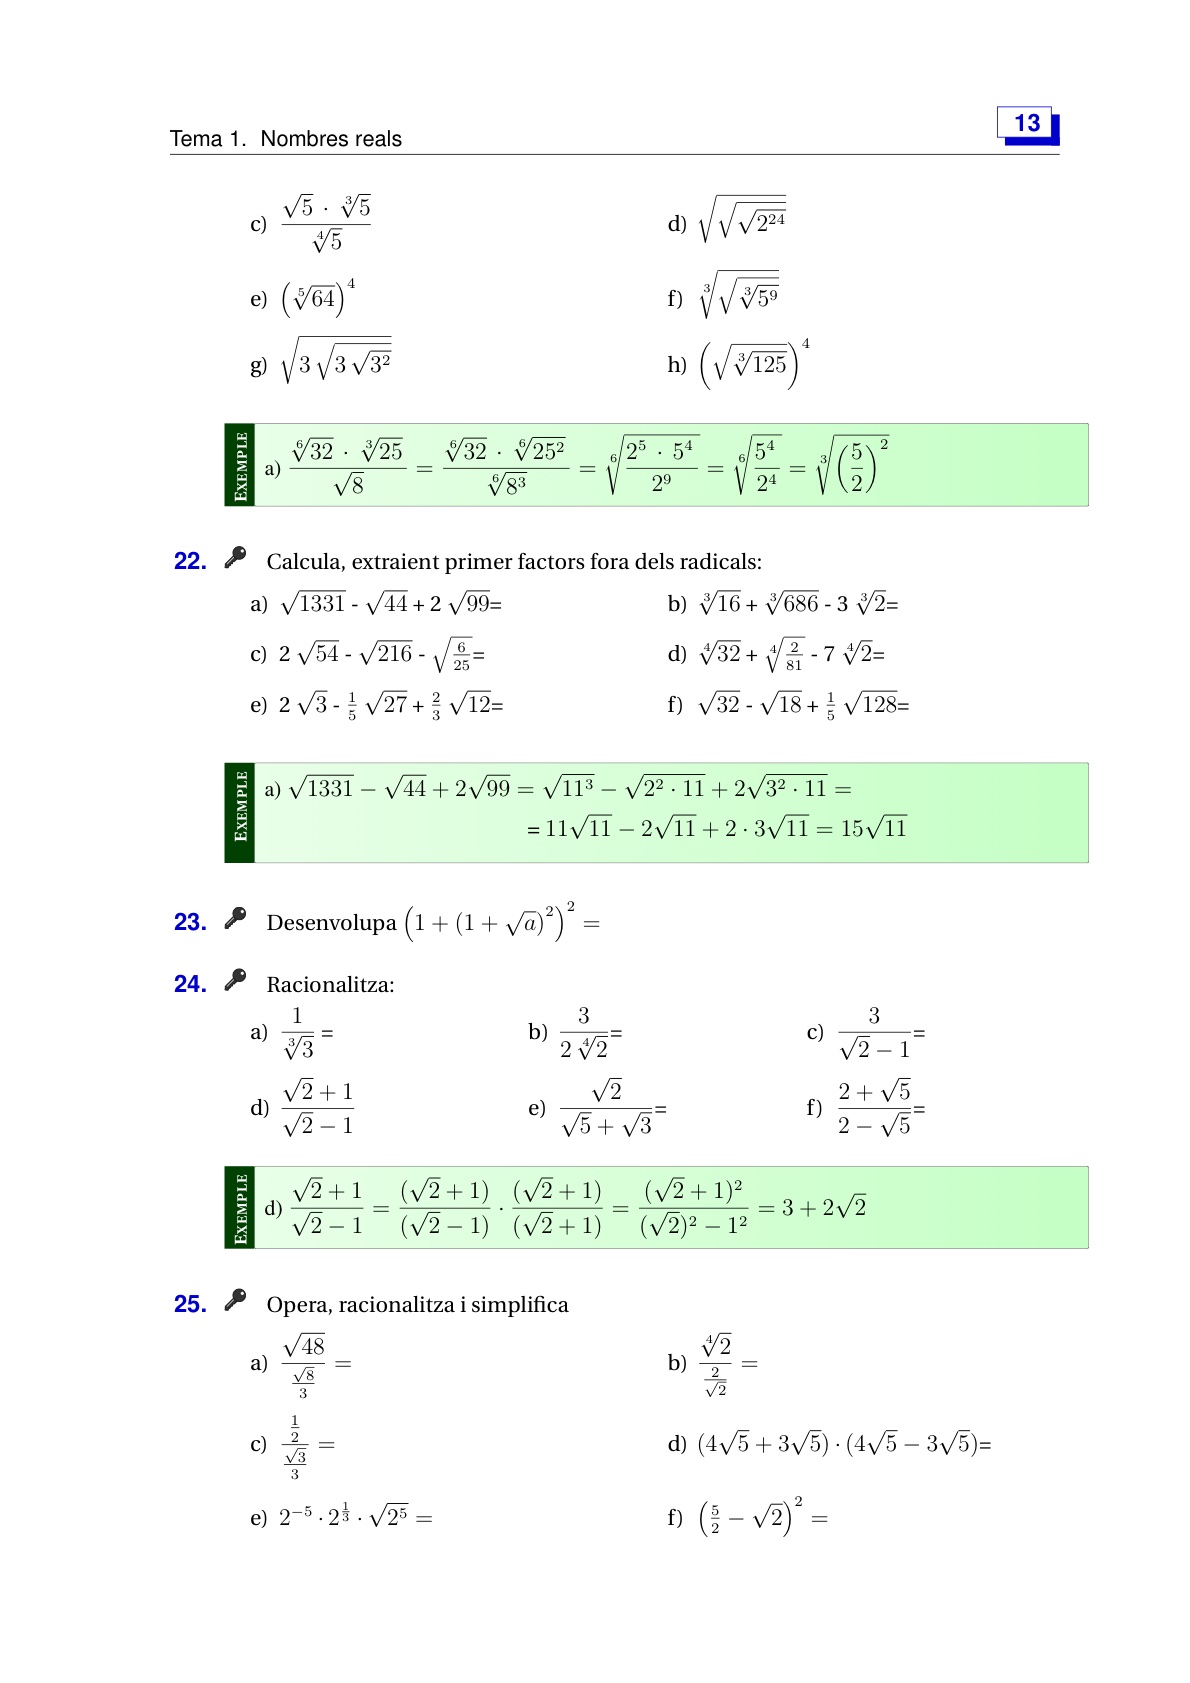 Tema 1. Nombres reals 13
c) \frac{\sqrt{5} \cdot \sqrt[3]{5}}{\sqrt[4]{5}} d) \sqrt{\sqrt{\sqrt{2^{24}}}}
e) \left(\sqrt[5]{64}\right)^4 f) \sqrt[3]{\sqrt{\sqrt[3]{5^9}}}
g) \sqrt{3\sqrt{3\sqrt{3^2}}} h) \left(\sqrt{\sqrt[3]{125}}\right)^4
EXEMPLE
a) \frac{\sqrt[6]{32} \cdot \sqrt[3]{25}}{\sqrt{8}} = \frac{\sqrt[6]{32} \cdot \sqrt[6]{25^2}}{\sqrt[6]{8^3}} = \sqrt[6]{\frac{2^5 \cdot 5^4}{2^9}} = \sqrt[6]{\frac{5^4}{2^4}} = \sqrt[3]{\left(\frac{5}{2}\right)^2}
22. Calcula, extraient primer factors fora dels radicals:
a) \sqrt{1331} - \sqrt{44} + 2 \sqrt{99}= b) \sqrt[3]{16} + \sqrt[3]{686} - 3 \sqrt[3]{2}=
c) 2 \sqrt{54} - \sqrt{216} - \sqrt{\frac{6}{25}}= d) \sqrt[4]{32} + \sqrt[4]{\frac{2}{81}} - 7 \sqrt[4]{2}=
e) 2 \sqrt{3} - \frac{1}{5} \sqrt{27} + \frac{2}{3} \sqrt{12}= f) \sqrt{32} - \sqrt{18} + \frac{1}{5} \sqrt{128}=
EXEMPLE
a) \sqrt{1331} - \sqrt{44} + 2\sqrt{99} = \sqrt{11^3} - \sqrt{2^2 \cdot 11} + 2\sqrt{3^2 \cdot 11} =
= 11\sqrt{11} - 2\sqrt{11} + 2 \cdot 3\sqrt{11} = 15\sqrt{11}
23. Desenvolupa \left(1 + (1 + \sqrt{a})^2\right)^2 =
24. Racionalitza:
a) \frac{1}{\sqrt[3]{3}} = b) \frac{3}{2\sqrt[4]{2}}= c) \frac{3}{\sqrt{2} - 1}=
d) \frac{\sqrt{2} + 1}{\sqrt{2} - 1} e) \frac{\sqrt{2}}{\sqrt{5} + \sqrt{3}}= f) \frac{2 + \sqrt{5}}{2 - \sqrt{5}}=
EXEMPLE
d) \frac{\sqrt{2} + 1}{\sqrt{2} - 1} = \frac{(\sqrt{2} + 1)}{(\sqrt{2} - 1)} \cdot \frac{(\sqrt{2} + 1)}{(\sqrt{2} + 1)} = \frac{(\sqrt{2} + 1)^2}{(\sqrt{2})^2 - 1^2} = 3 + 2\sqrt{2}
25. Opera, racionalitza i simplifica
a) \frac{\sqrt{48}}{\frac{\sqrt{8}}{3}} = b) \frac{\sqrt[4]{2}}{\frac{2}{\sqrt{2}}} =
c) \frac{\frac{1}{2}}{\frac{\sqrt{3}}{3}} = d) (4\sqrt{5} + 3\sqrt{5}) \cdot (4\sqrt{5} - 3\sqrt{5})=
e) 2^{-5} \cdot 2^{\frac{1}{3}} \cdot \sqrt{2^5} = f) \left(\frac{5}{2} - \sqrt{2}\right)^2 =